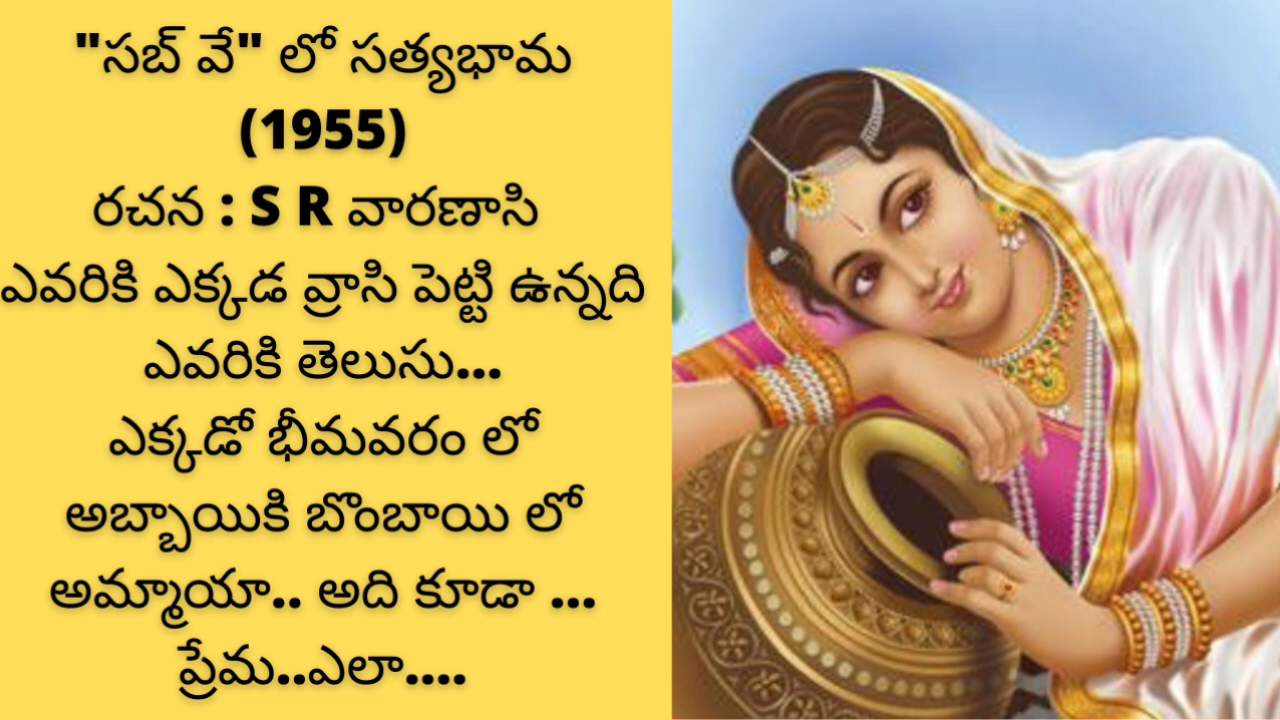 "సబ్ వే" లో సత్యభామ
(1955)
రచన : S R వారణాసి
ఎవరికి ఎక్కడ వ్రాసి పెట్టి ఉన్నది
ఎవరికి తెలుసు...
ఎక్కడో భీమవరం లో
అబ్బాయికి బొంబాయి లో
అమ్మాయా.. అది కూడా ...
ప్రేమ..ఎలా....